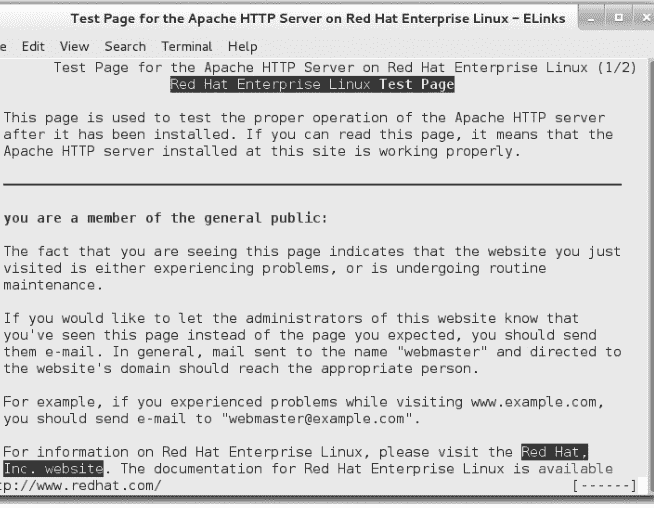 Test Page for the Apache HTTP Server on Red Hat Enterprise Linux - ELinks
e Edit View Search Terminal Help
Test Page for the Apache HTTP Server on Red Hat Enterprise Linux (1/2)
Red Hat Enterprise Linux Test Page
This page is used to test the proper operation of the Apache HTTP server
after it has been installed. If you can read this page, it means that the
Apache HTTP server installed at this site is working properly.
you are a member of the general public:
The fact that you are seeing this page indicates that the website you just
visited is either experiencing problems, or is undergoing routine
maintenance.
If you would like to let the administrators of this website know that
you've seen this page instead of the page you expected, you should send
them e-mail. In general, mail sent to the name "webmaster" and directed to
the website's domain should reach the appropriate person.
For example, if you experienced problems while visiting www.example.com,
you should send e-mail to "webmaster@example.com".
For information on Red Hat Enterprise Linux, please visit the Red Hat,
Inc. website. The documentation for Red Hat Enterprise Linux is available
tp://www.redhat.com/ [------]